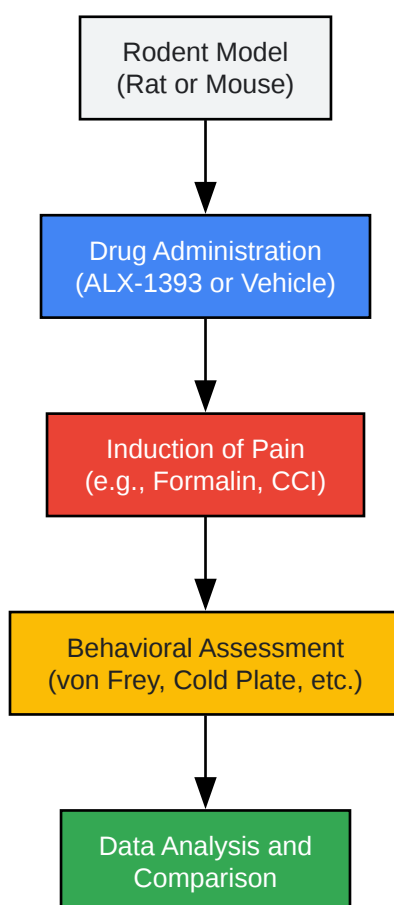 Rodent Model
(Rat or Mouse)
Drug Administration
(ALX-1393 or Vehicle)
Induction of Pain
(e.g., Formalin, CCI)
Behavioral Assessment
(von Frey, Cold Plate, etc.)
Data Analysis and
Comparison